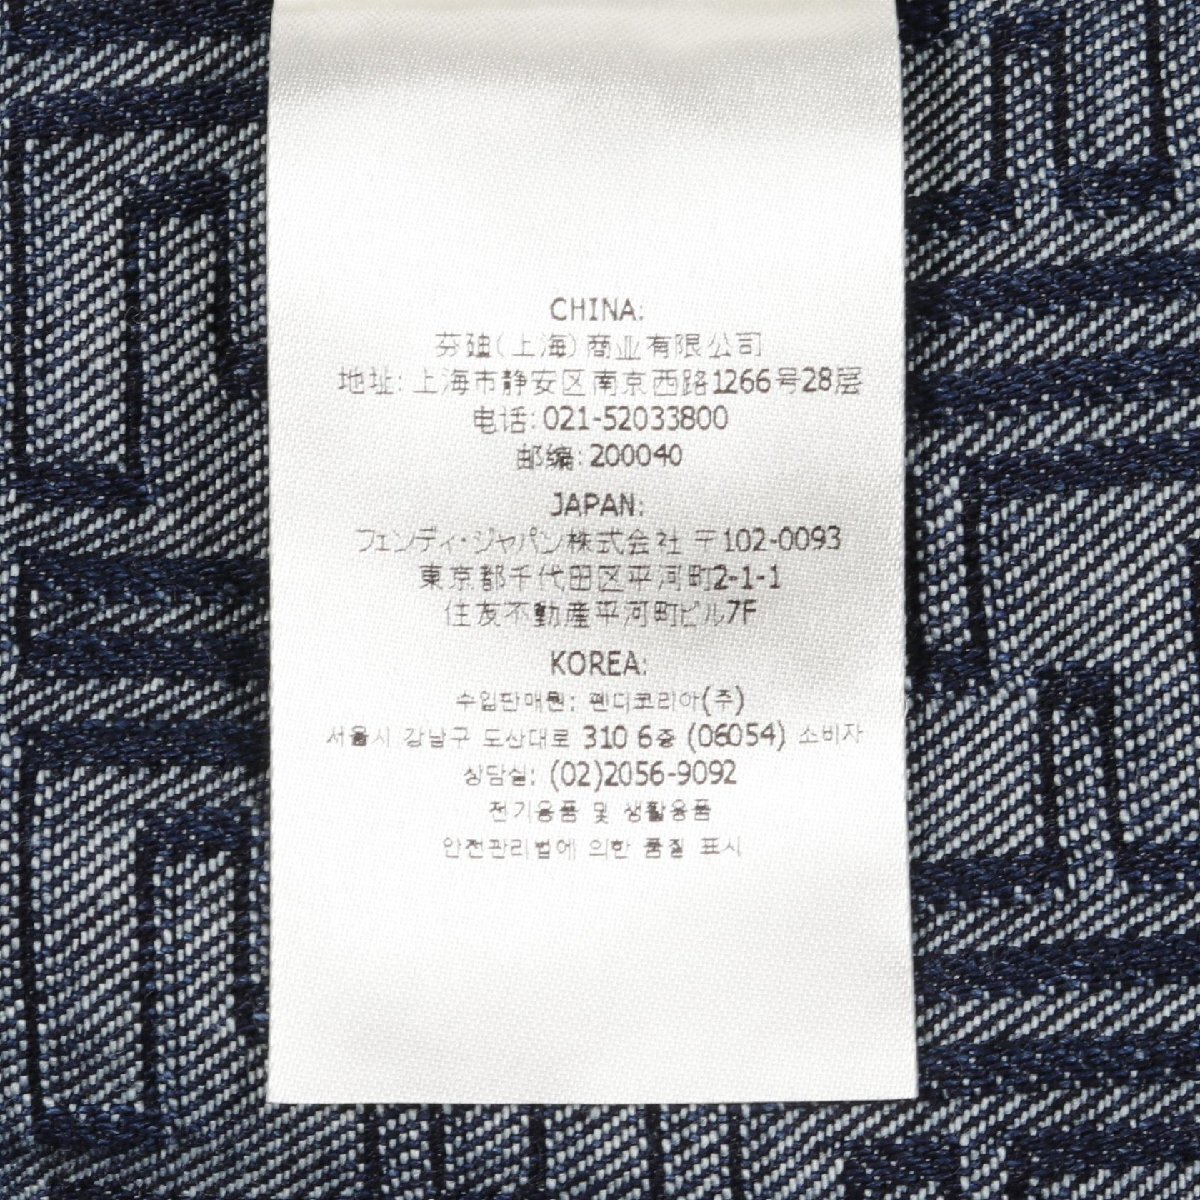 CHINA:
芬迪(上海)商业有限公司
地址: 上海市静安区南京西路1266号28层
电话: 021-52033800
邮编: 200040
JAPAN:
フェンディ・ジャパン株式会社 〒102-0093
東京都千代田区平河町2-1-1
住友不動産平河町ビル7F
KOREA:
수입판매원: 펜디코리아(주)
서울시 강남구 도산대로 310 6층 (06054) 소비자
상담실: (02)2056-9092
전기용품 및 생활용품
안전관리법에 의한 품질 표시